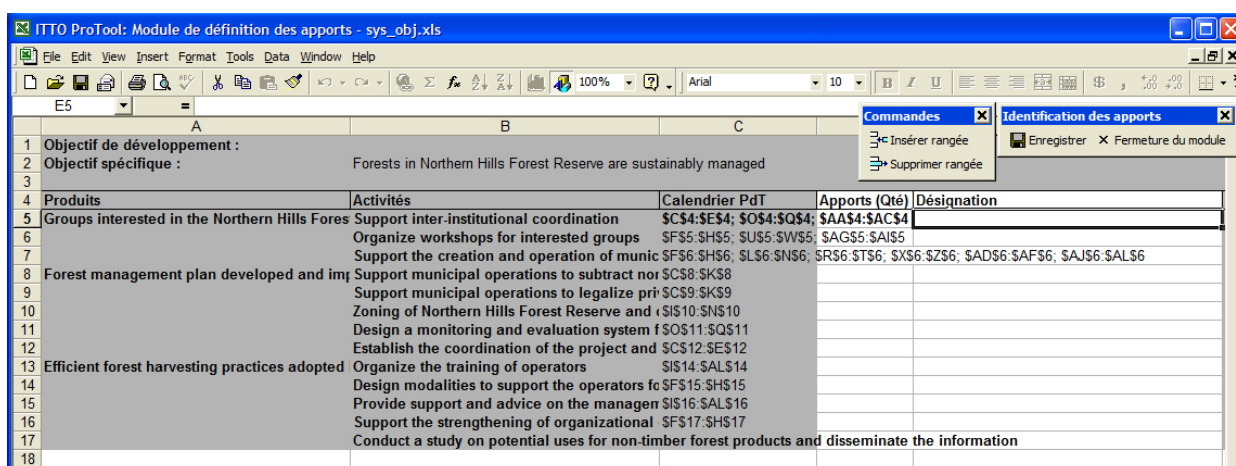 ITTO ProTool: Module de définition des apports - sys_obj.xls
File Edit View Insert Format Tools Data Window Help
100% Arial 10 B I U $ ,
E5 =
Commandes Identification des apports
Insérer rangée Enregistrer Fermeture du module
Supprimer rangée
A B C
1 Objectif de développement :
2 Objectif spécifique : Forests in Northern Hills Forest Reserve are sustainably managed
3
4 Produits Activités Calendrier PdT Apports (Qté) Désignation
5 Groups interested in the Northern Hills Fores Support inter-institutional coordination $C$4:$E$4; $O$4:$Q$4; $AA$4:$AC$4
6 Organize workshops for interested groups $F$5:$H$5; $U$5:$W$5; $AG$5:$AI$5
7 Support the creation and operation of munic $F$6:$H$6; $L$6:$N$6; $R$6:$T$6; $X$6:$Z$6; $AD$6:$AF$6; $AJ$6:$AL$6
8 Forest management plan developed and imp Support municipal operations to subtract nor $C$8:$K$8
9 Support municipal operations to legalize pri $C$9:$K$9
10 Zoning of Northern Hills Forest Reserve and $I$10:$N$10
11 Design a monitoring and evaluation system f $O$11:$Q$11
12 Establish the coordination of the project and $C$12:$E$12
13 Efficient forest harvesting practices adopted Organize the training of operators $I$14:$AL$14
14 Design modalities to support the operators fo $F$15:$H$15
15 Provide support and advice on the managem $I$16:$AL$16
16 Support the strengthening of organizational $F$17:$H$17
17 Conduct a study on potential uses for non-timber forest products and disseminate the information
18